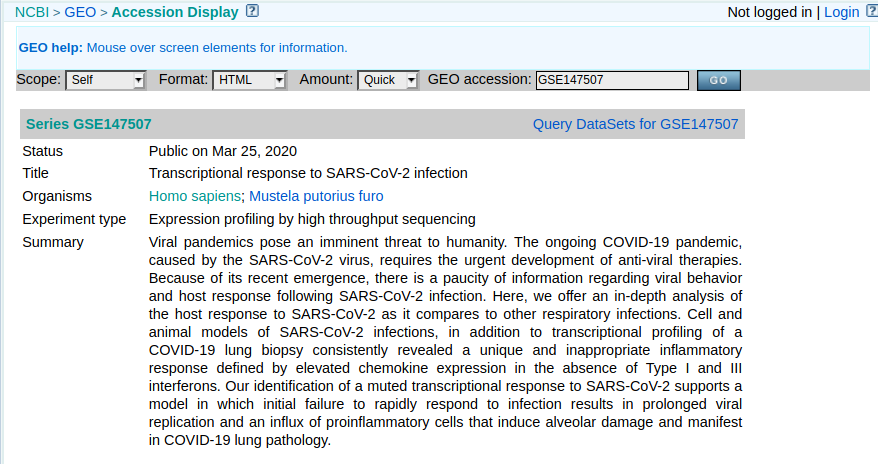 NCBI > GEO > Accession Display ? Not logged in | Login ?
GEO help: Mouse over screen elements for information.
Scope: Self Format: HTML Amount: Quick GEO accession: GSE147507 GO
Series GSE147507 Query DataSets for GSE147507
Status Public on Mar 25, 2020
Title Transcriptional response to SARS-CoV-2 infection
Organisms Homo sapiens; Mustela putorius furo
Experiment type Expression profiling by high throughput sequencing
Summary Viral pandemics pose an imminent threat to humanity. The ongoing COVID-19 pandemic,
caused by the SARS-CoV-2 virus, requires the urgent development of anti-viral therapies.
Because of its recent emergence, there is a paucity of information regarding viral behavior
and host response following SARS-CoV-2 infection. Here, we offer an in-depth analysis of
the host response to SARS-CoV-2 as it compares to other respiratory infections. Cell and
animal models of SARS-CoV-2 infections, in addition to transcriptional profiling of a
COVID-19 lung biopsy consistently revealed a unique and inappropriate inflammatory
response defined by elevated chemokine expression in the absence of Type I and III
interferons. Our identification of a muted transcriptional response to SARS-CoV-2 supports a
model in which initial failure to rapidly respond to infection results in prolonged viral
replication and an influx of proinflammatory cells that induce alveolar damage and manifest
in COVID-19 lung pathology.